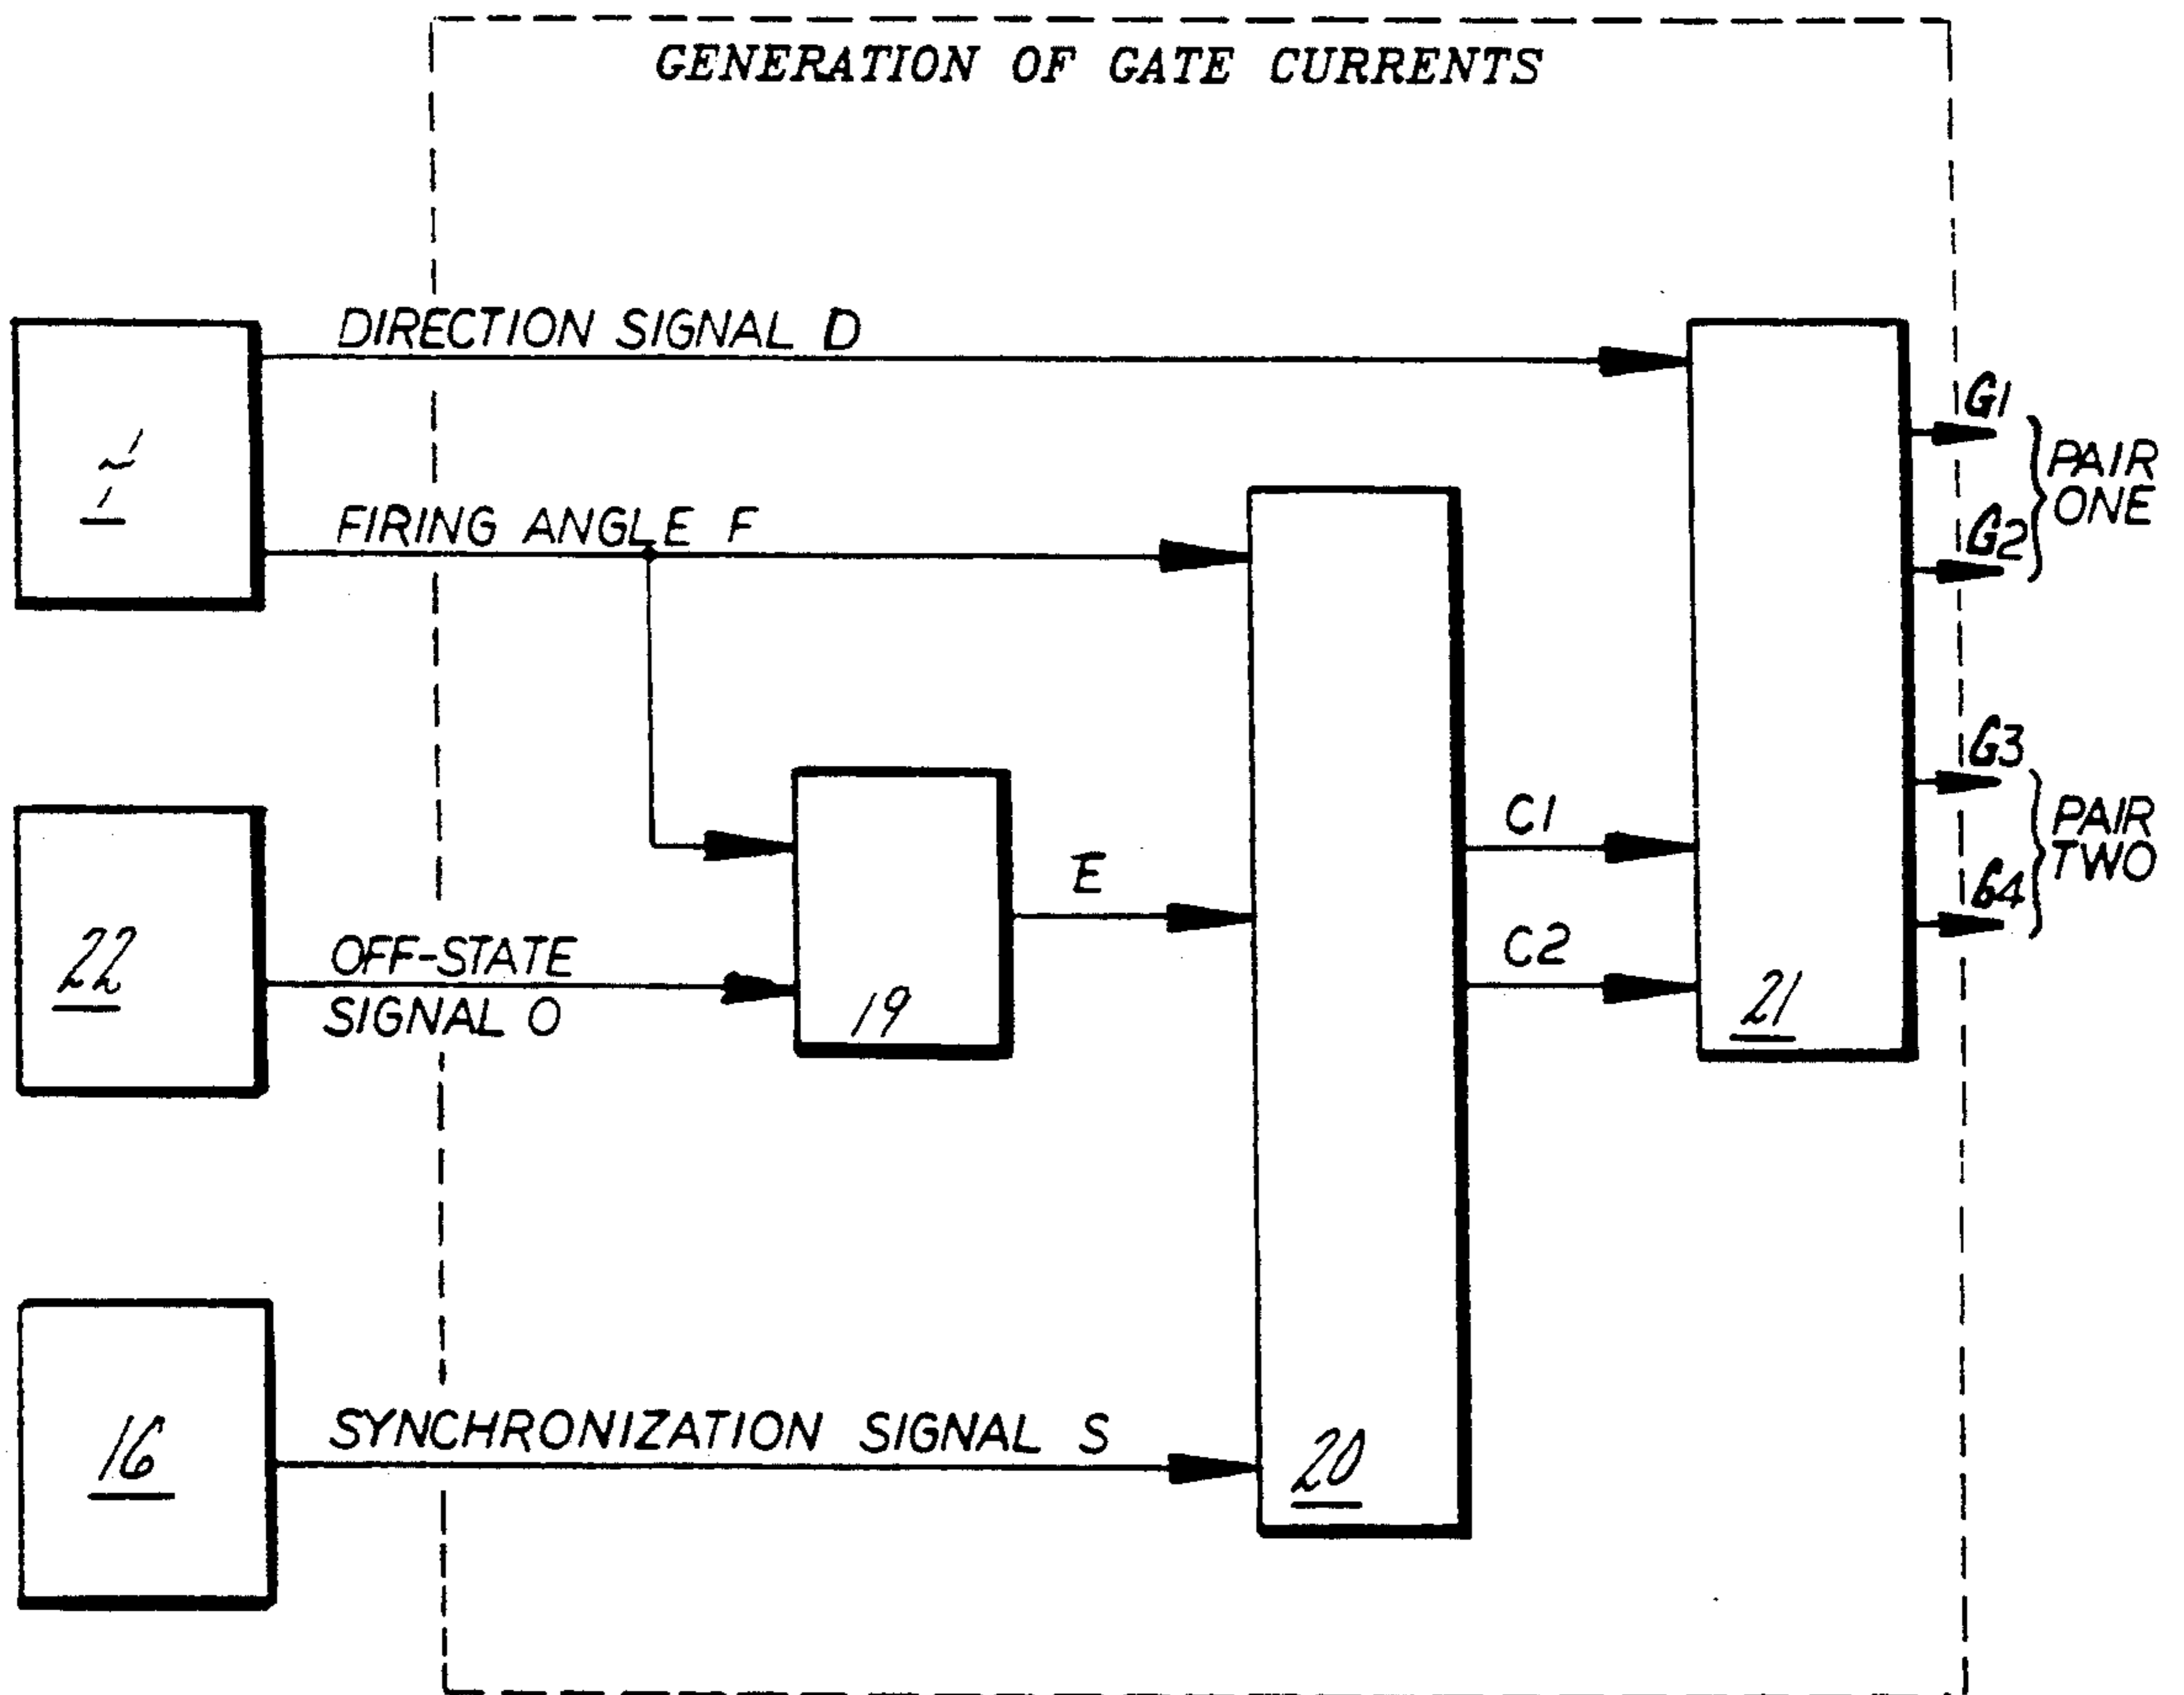 GENERATION OF GATE CURRENTS
DIRECTION SIGNAL D
FIRING ANGLE F
G1
G2
PAIR
ONE
G3
G4
PAIR
TWO
C1
C2
E
22
OFF-STATE
SIGNAL O
19
21
16
SYNCHRONIZATION SIGNAL S
20